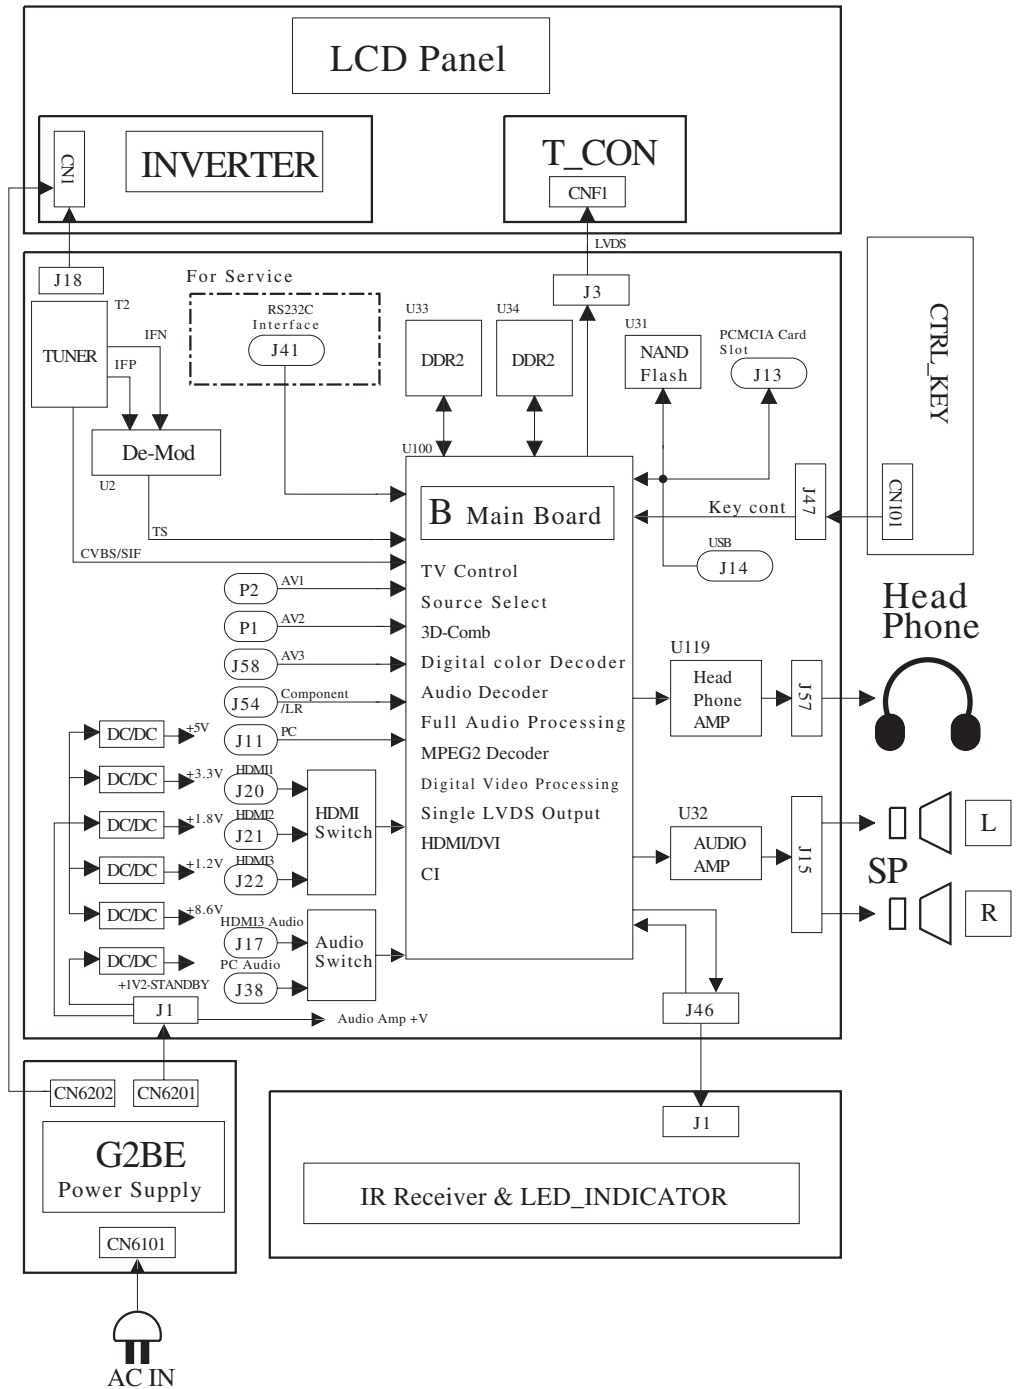 LCD Panel
CN1
INVERTER
T_CON
CNF1
LVDS
J18
For Service
RS232C
Interface
J41
J3
T2
TUNER
IFN
IFP
De-Mod
U2
TS
CVBS/SIF
U33
DDR2
U34
DDR2
U31
NAND
Flash
PCMCIA Card
Slot
J13
CTRL_KEY
CN101
J47
Key cont
USB
J14
U100
B Main Board
TV Control
Source Select
3D-Comb
Digital color Decoder
Audio Decoder
Full Audio Processing
MPEG2 Decoder
Digital Video Processing
Single LVDS Output
HDMI/DVI
CI
P2
AV1
P1
AV2
J58
AV3
J54
Component
/LR
J11
PC
HDMI1
J20
HDMI2
J21
HDMI3
J22
HDMI
Switch
HDMI3 Audio
J17
PC Audio
J38
Audio
Switch
DC/DC
+5V
DC/DC
+3.3V
DC/DC
+1.8V
DC/DC
+1.2V
DC/DC
+8.6V
DC/DC
+1V2-STANDBY
J1
Audio Amp +V
U119
Head
Phone
AMP
J57
Head
Phone
U32
AUDIO
AMP
J15
SP
L
R
J46
CN6202
CN6201
G2BE
Power Supply
CN6101
AC IN
J1
IR Receiver & LED_INDICATOR